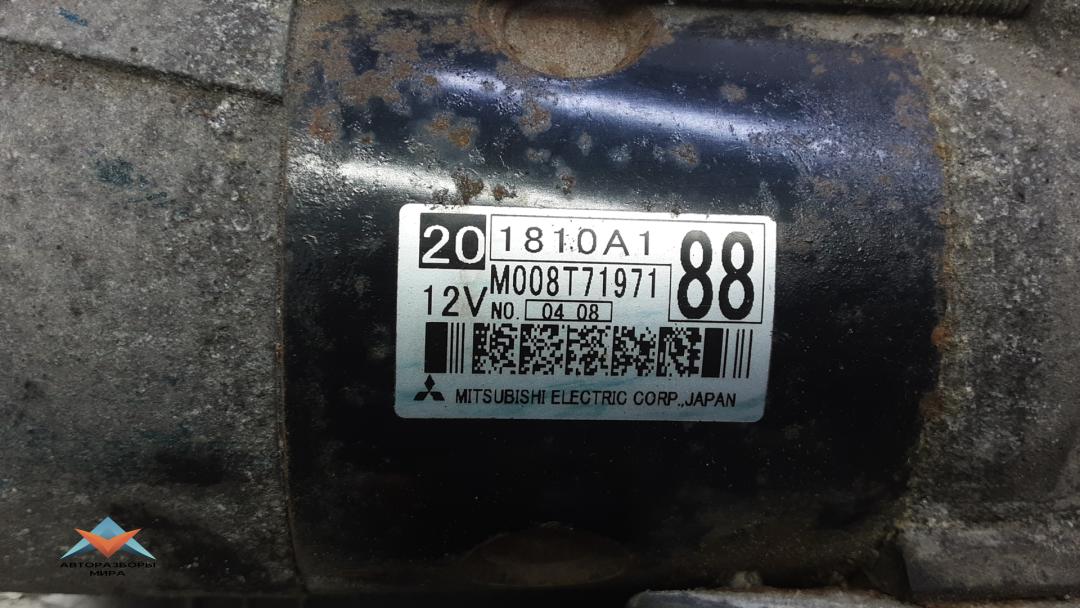 20 1810A1 88
M008T71971
12V NO. 04 08
MITSUBISHI ELECTRIC CORP.,JAPAN
АВТОРАЗБОРЫ
МИРА